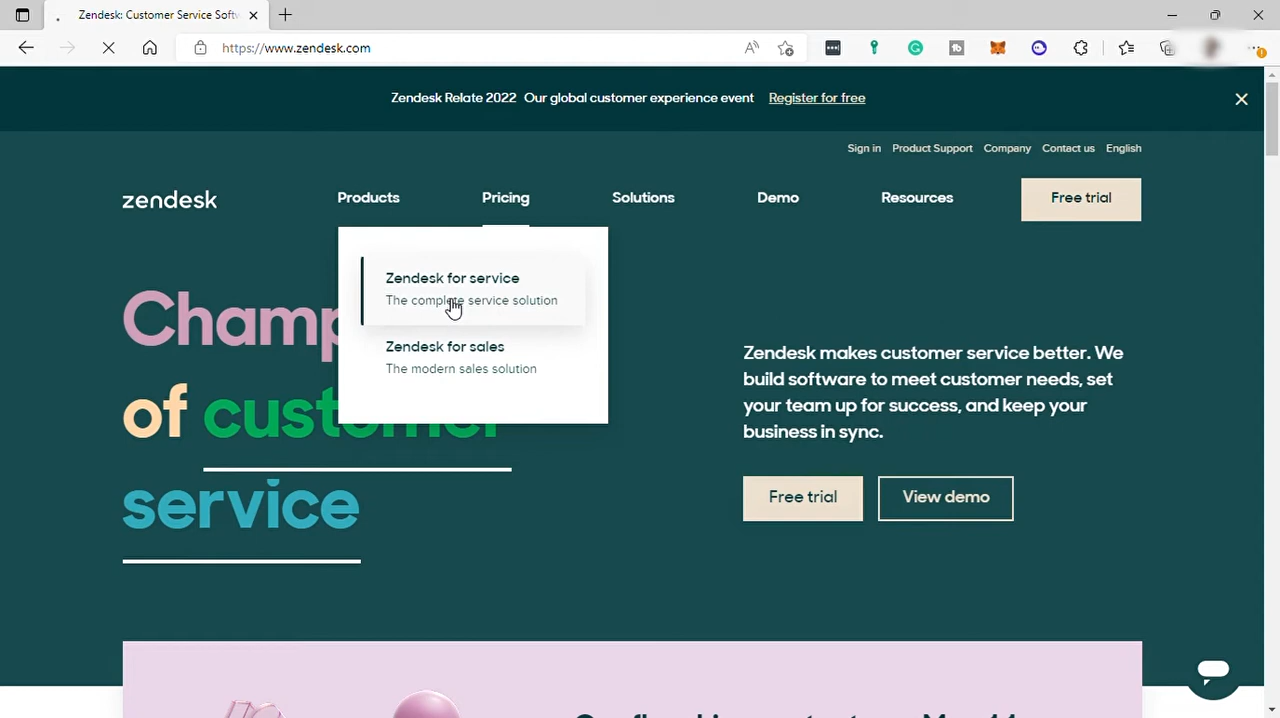 Zendesk: Customer Service Softw
https://www.zendesk.com
Zendesk Relate 2022 Our global customer experience event Register for free
Sign in Product Support Company Contact us English
zendesk Products Pricing Solutions Demo Resources Free trial
Zendesk for service
The complete service solution
Zendesk for sales
The modern sales solution
Champ
of customer
service
Zendesk makes customer service better. We
build software to meet customer needs, set
your team up for success, and keep your
business in sync.
Free trial View demo